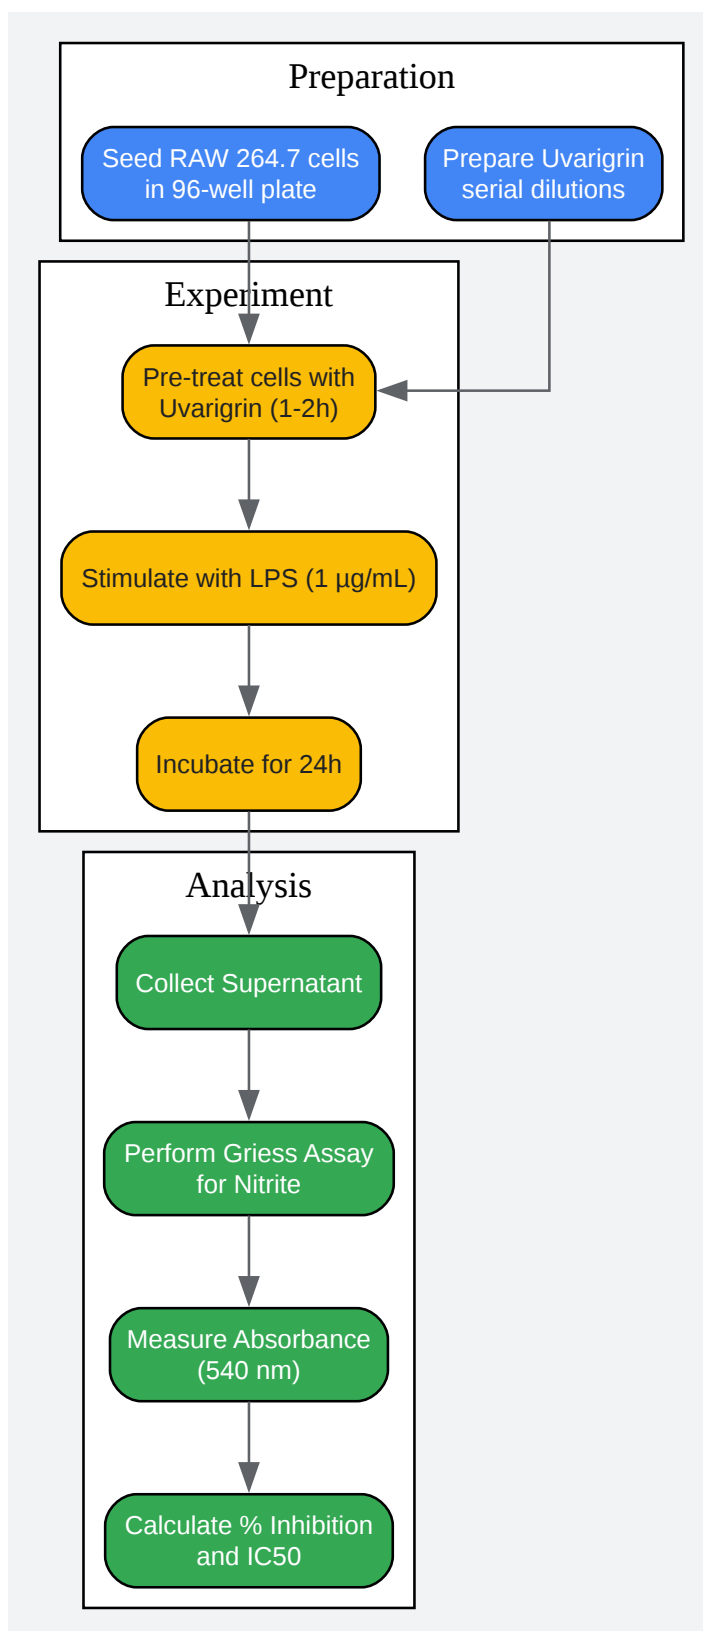 Preparation
Seed RAW 264.7 cells
in 96-well plate
Prepare Uvarigrin
serial dilutions
Experiment
Pre-treat cells with
Uvarigrin (1-2h)
Stimulate with LPS (1 µg/mL)
Incubate for 24h
Analysis
Collect Supernatant
Perform Griess Assay
for Nitrite
Measure Absorbance
(540 nm)
Calculate % Inhibition
and IC50